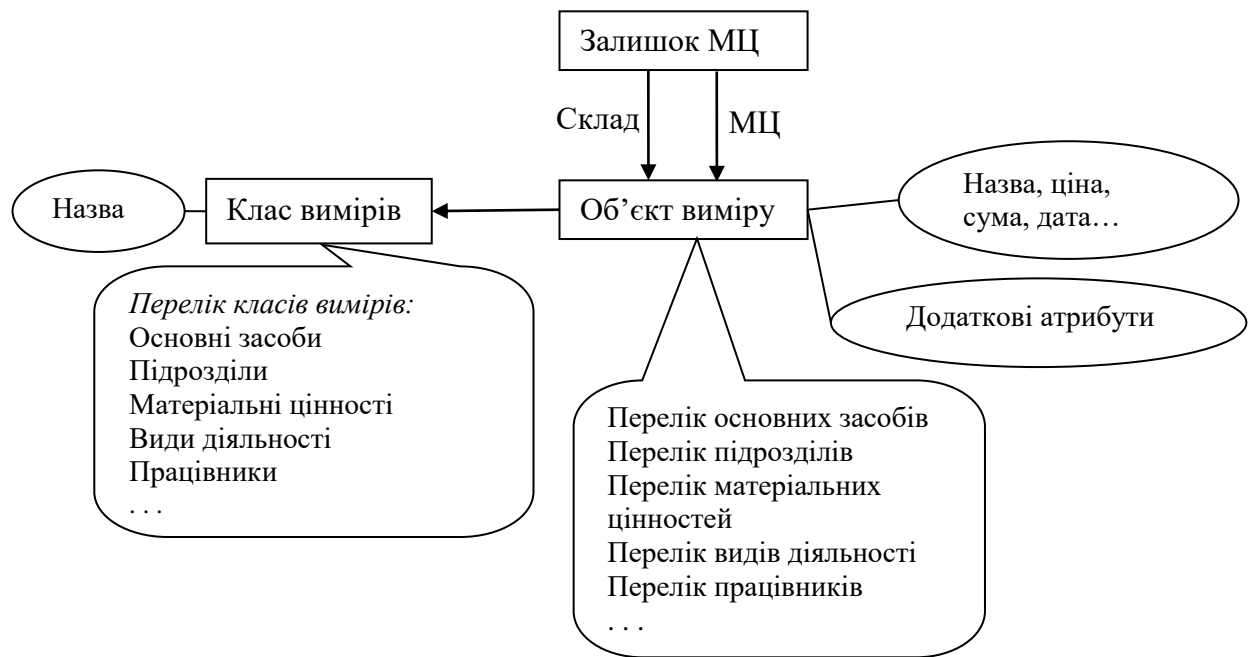 Залишок МЦ
Склад
МЦ
Назва
Клас вимірів
Об’єкт виміру
Назва, ціна,
сума, дата…
Додаткові атрибути
Перелік класів вимірів:
Основні засоби
Підрозділи
Матеріальні цінності
Види діяльності
Працівники
. . .
Перелік основних засобів
Перелік підрозділів
Перелік матеріальних
цінностей
Перелік видів діяльності
Перелік працівників
. . .